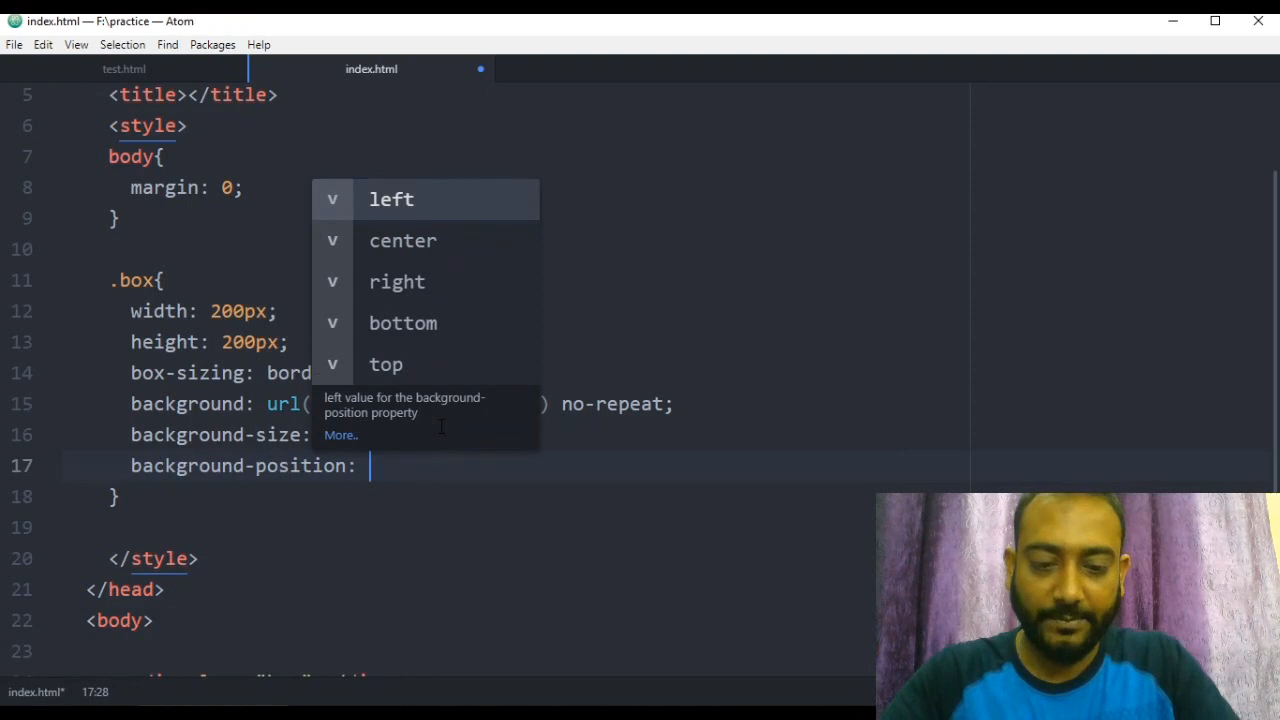 index.html — F:\practice — Atom
File Edit View Selection Find Packages Help
test.html index.html
5 <title></title>
6 <style>
7 body{
8 margin: 0;
9 }
10
11 .box{
12 width: 200px;
13 height: 200px;
14 box-sizing: bord
15 background: url( ) no-repeat;
16 background-size:
17 background-position:
18 }
19
20 </style>
21 </head>
22 <body>
23
v left
v center
v right
v bottom
v top
left value for the background-
position property
More..
index.html* 17:28